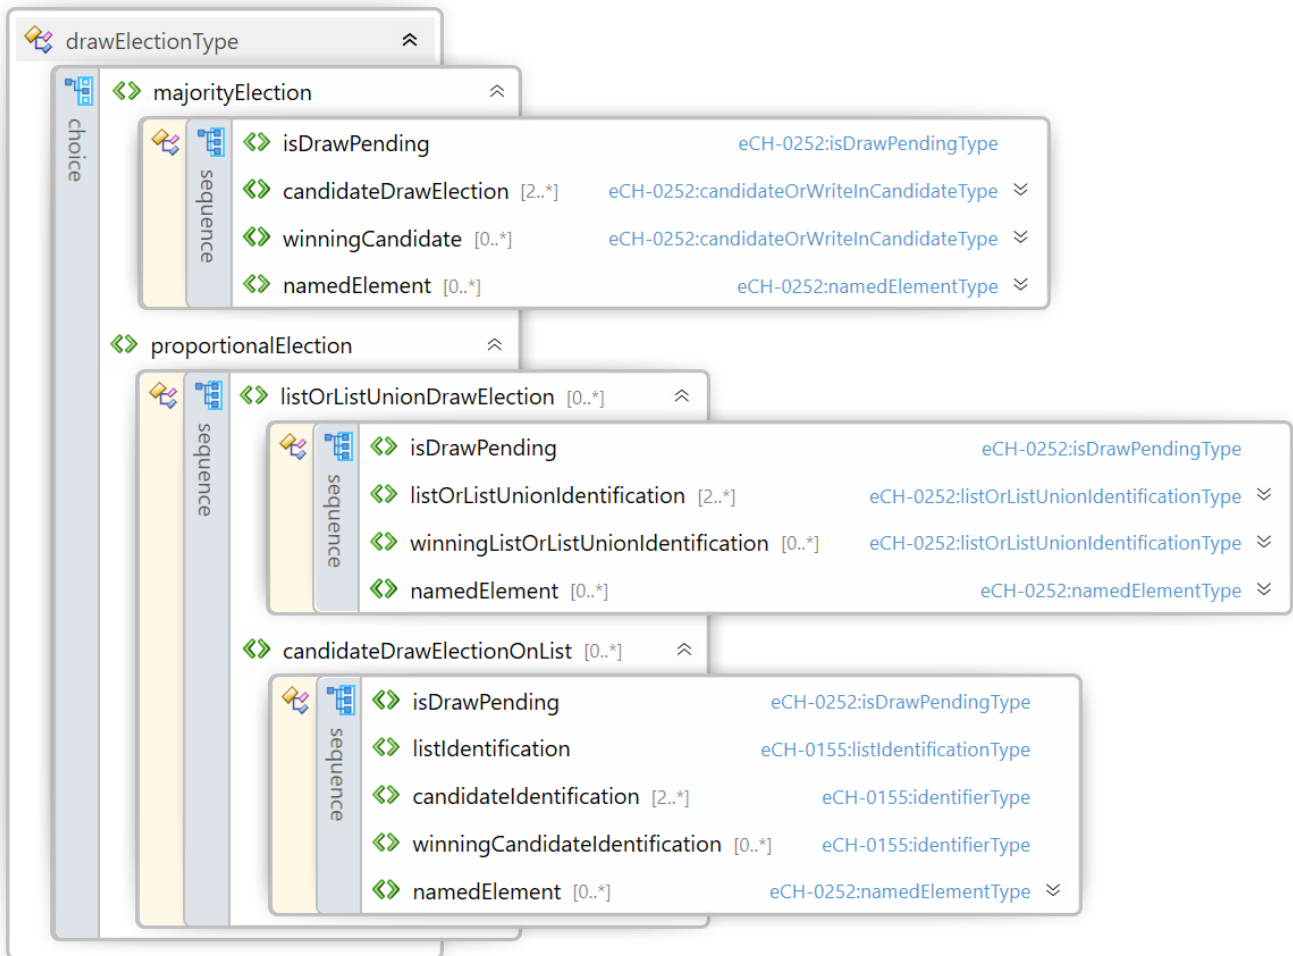 drawElectionType
choice
majorityElection
sequence
isDrawPending eCH-0252:isDrawPendingType
candidateDrawElection [2..*] eCH-0252:candidateOrWriteInCandidateType
winningCandidate [0..*] eCH-0252:candidateOrWriteInCandidateType
namedElement [0..*] eCH-0252:namedElementType
proportionalElection
sequence
listOrListUnionDrawElection [0..*]
sequence
isDrawPending eCH-0252:isDrawPendingType
listOrListUnionIdentification [2..*] eCH-0252:listOrListUnionIdentificationType
winningListOrListUnionIdentification [0..*] eCH-0252:listOrListUnionIdentificationType
namedElement [0..*] eCH-0252:namedElementType
candidateDrawElectionOnList [0..*]
sequence
isDrawPending eCH-0252:isDrawPendingType
listIdentification eCH-0155:listIdentificationType
candidateIdentification [2..*] eCH-0155:identifierType
winningCandidateIdentification [0..*] eCH-0155:identifierType
namedElement [0..*] eCH-0252:namedElementType